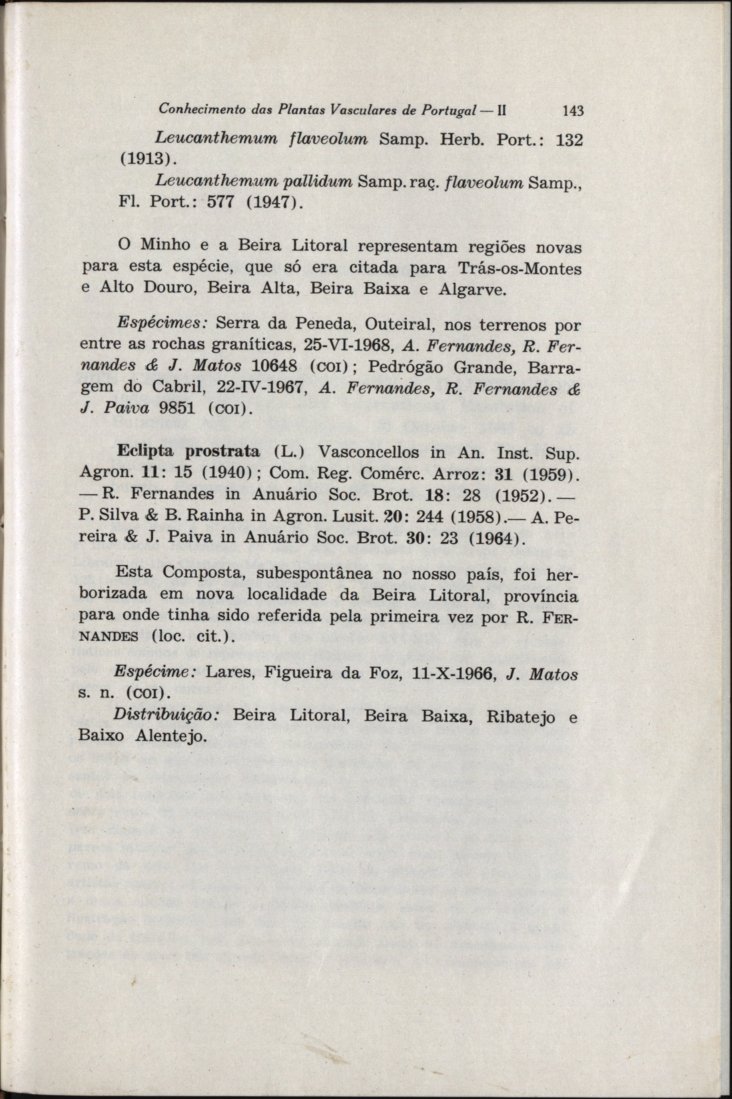 Conhecimento das Plantas Vasculares de Portugal — II 143
Leucanthemum flaveolum Samp. Herb. Port.: 132
(1913).
Leucanthemum pallidum Samp. raç. flaveolum Samp.,
Fl. Port.: 577 (1947).
O Minho e a Beira Litoral representam regiões novas
para esta espécie, que só era citada para Trás-os-Montes
e Alto Douro, Beira Alta, Beira Baixa e Algarve.
Espécimes: Serra da Peneda, Outeiral, nos terrenos por
entre as rochas graníticas, 25-VI-1968, A. Fernandes, R. Fer-
nandes & J. Matos 10648 (COI); Pedrógão Grande, Barra-
gem do Cabril, 22-IV-1967, A. Fernandes, R. Fernandes &
J. Paiva 9851 (COI).
Eclipta prostrata (L.) Vasconcellos in An. Inst. Sup.
Agron. 11: 15 (1940); Com. Reg. Comérc. Arroz: 31 (1959).
— R. Fernandes in Anuário Soc. Brot. 18: 28 (1952). —
P. Silva & B. Rainha in Agron. Lusit. 20: 244 (1958).— A. Pe-
reira & J. Paiva in Anuário Soc. Brot. 30: 23 (1964).
Esta Composta, subespontânea no nosso país, foi her-
borizada em nova localidade da Beira Litoral, província
para onde tinha sido referida pela primeira vez por R. FER-
NANDES (loc. cit.).
Espécime: Lares, Figueira da Foz, 11-X-1966, J. Matos
s. n. (COI).
Distribuição: Beira Litoral, Beira Baixa, Ribatejo e
Baixo Alentejo.